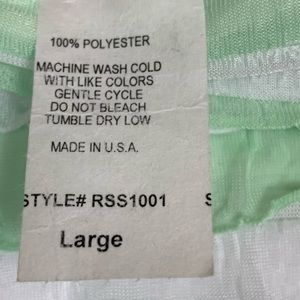 100% POLYESTER
MACHINE WASH COLD
WITH LIKE COLORS
GENTLE CYCLE
DO NOT BLEACH
TUMBLE DRY LOW
MADE IN U.S.A.
STYLE# RSS1001 S
Large